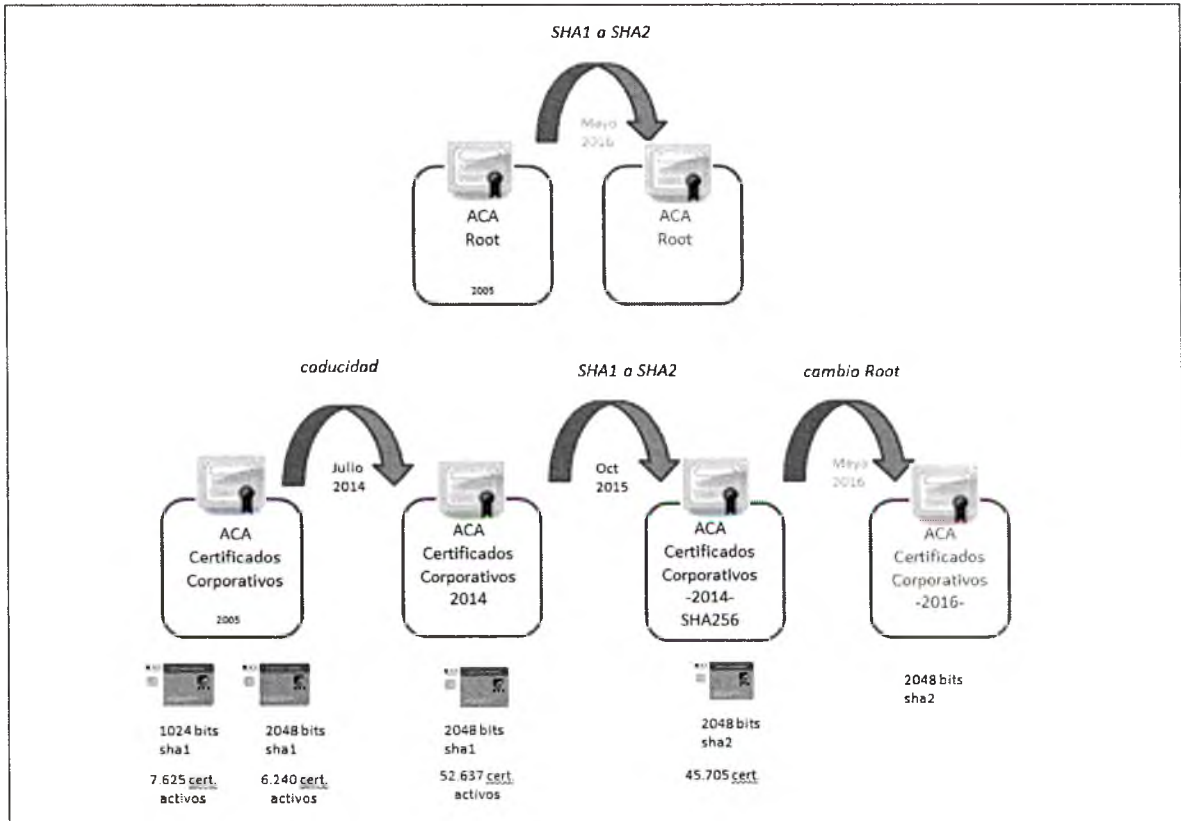 SHA1 a SHA2
Mayo
2016
ACA
Root
2005
ACA
Root
caducidad
SHA1 a SHA2
cambio Root
Julio
2014
Oct
2015
Mayo
2016
ACA
Certificados
Corporativos
2005
ACA
Certificados
Corporativos
2014
ACA
Certificados
Corporativos
-2014-
SHA256
ACA
Certificados
Corporativos
-2016-
1024 bits
sha1
7.625 cert.
activos
2048 bits
sha1
6.240 cert.
activos
2048 bits
sha1
52.637 cert.
activos
2048 bits
sha2
45.705 cert
2048 bits
sha2